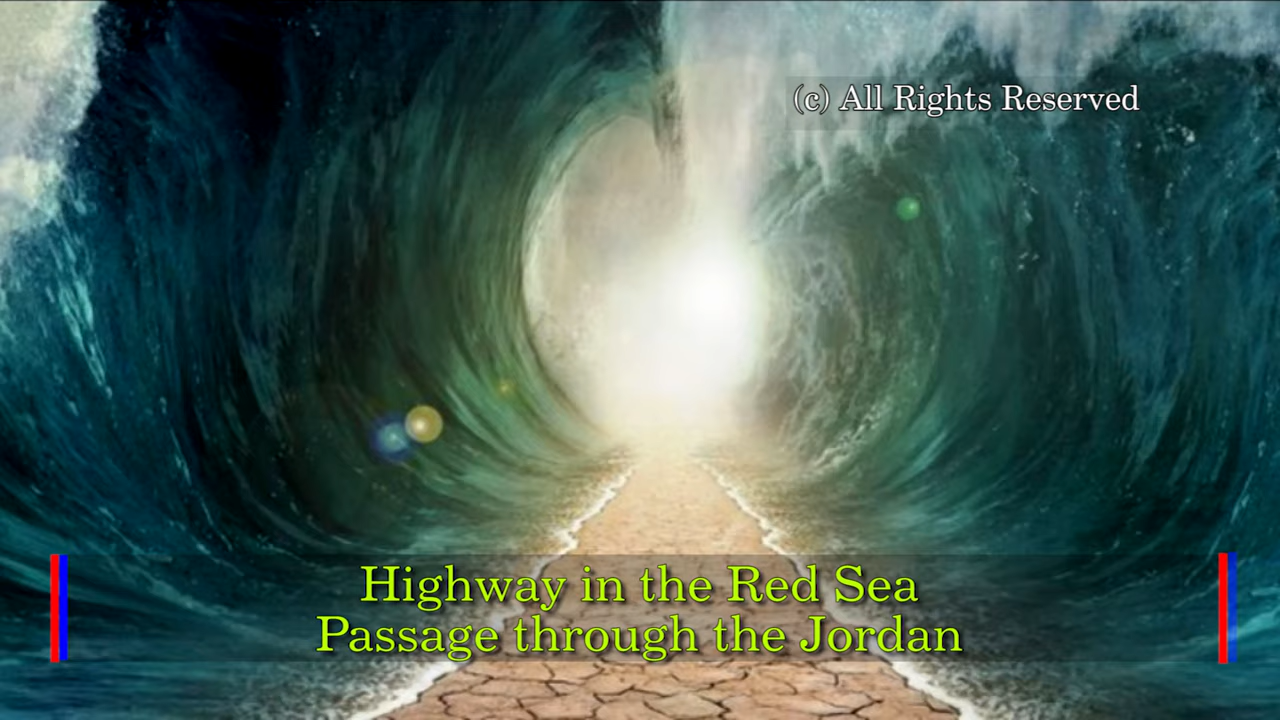 (c) All Rights Reserved
Highway in the Red Sea
Passage through the Jordan